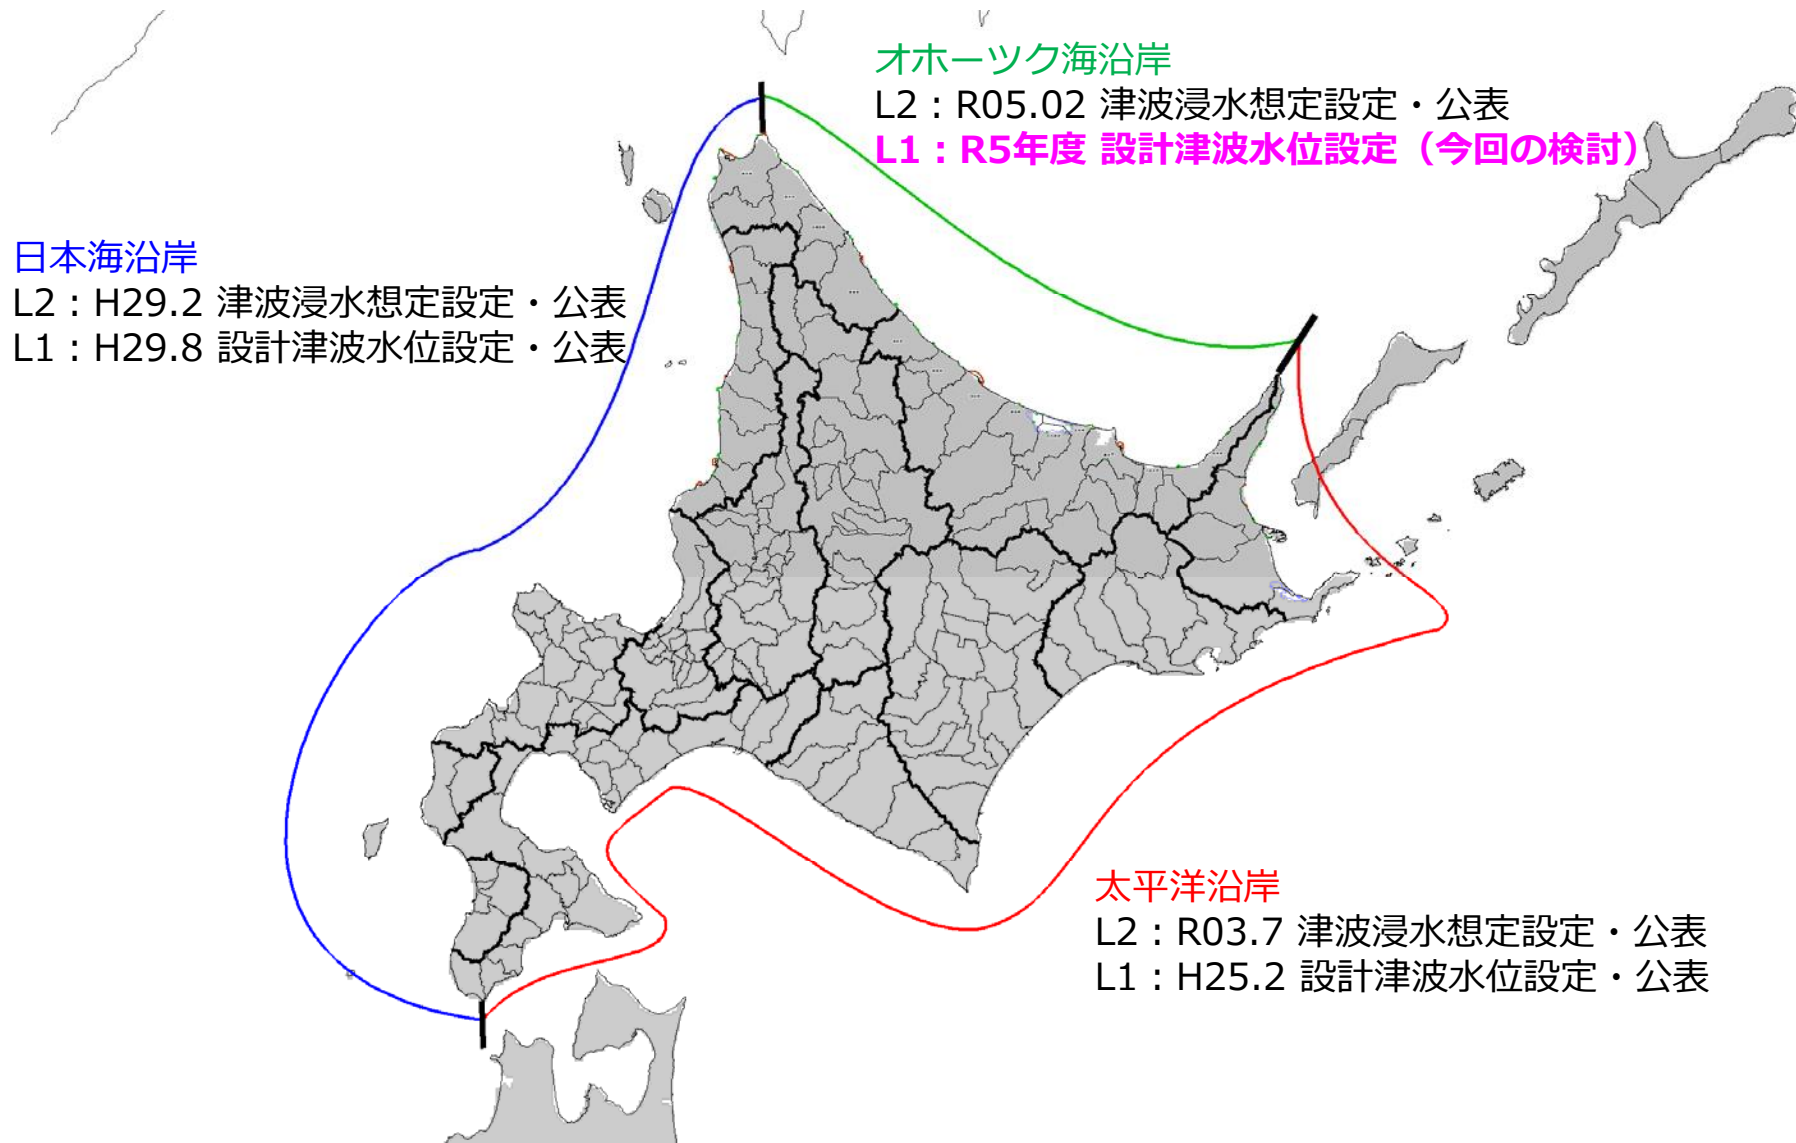 オホーツク海沿岸
L2：R05.02 津波浸水想定設定・公表
L1：R5年度 設計津波水位設定（今回の検討）
日本海沿岸
L2：H29.2 津波浸水想定設定・公表
L1：H29.8 設計津波水位設定・公表
太平洋沿岸
L2：R03.7 津波浸水想定設定・公表
L1：H25.2 設計津波水位設定・公表